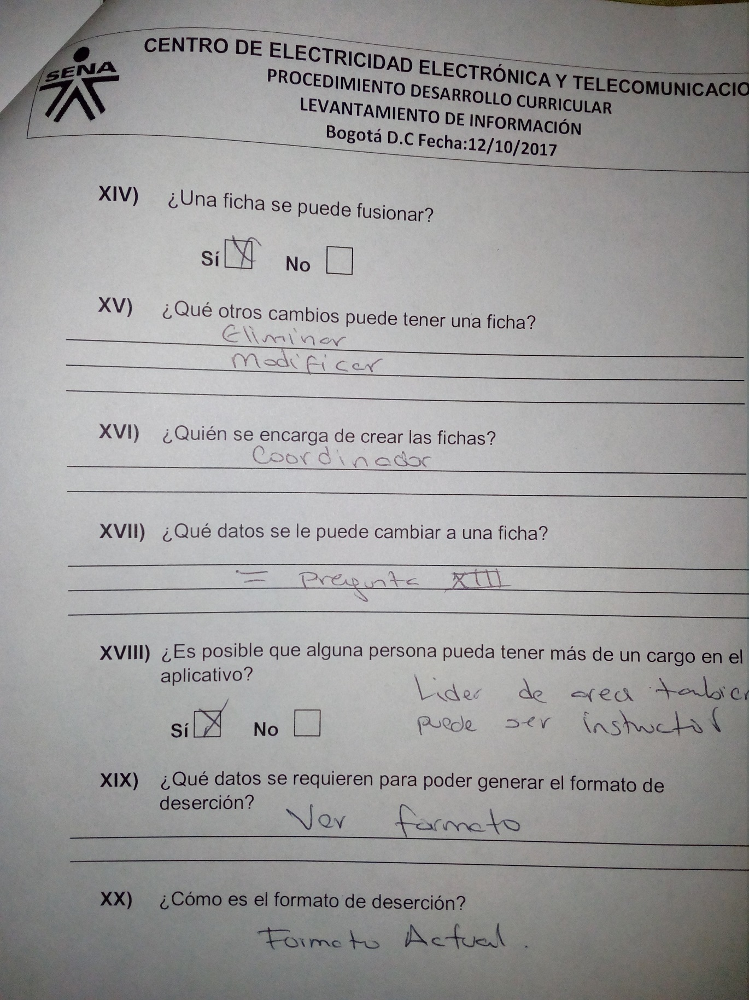 SENA
CENTRO DE ELECTRICIDAD ELECTRÓNICA Y TELECOMUNICACIO
PROCEDIMIENTO DESARROLLO CURRICULAR
LEVANTAMIENTO DE INFORMACIÓN
Bogotá D.C Fecha:12/10/2017
XIV) ¿Una ficha se puede fusionar?
Sí X No
XV) ¿Qué otros cambios puede tener una ficha?
Eliminar
Modificar
XVI) ¿Quién se encarga de crear las fichas?
Coordinador
XVII) ¿Qué datos se le puede cambiar a una ficha?
= Pregunta XIII
XVIII) ¿Es posible que alguna persona pueda tener más de un cargo en el
aplicativo?
Lider de area tambien
Sí X No puede ser instuctor
XIX) ¿Qué datos se requieren para poder generar el formato de
deserción?
Ver formato
XX) ¿Cómo es el formato de deserción?
Formato Actual.